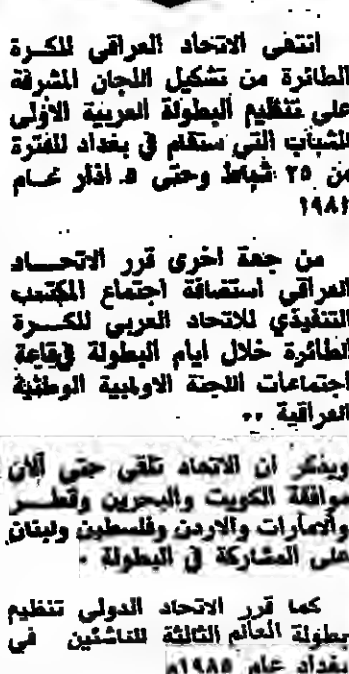 انتهى الاتحاد العراقي للكرة
الطائرة من تشكيل اللجان المشرفة
على تنظيم البطولة العربية الاولى
للشباب التي ستقام في بغداد للفترة
من ٢٥ شباط وحتى ٥ اذار عام
١٩٨٤
من جهة اخرى قرر الاتحاد
العراقي استضافة اجتماع المكتب
التنفيذي للاتحاد العربي للكرة
الطائرة خلال ايام البطولة في قاعة
اجتماعات اللجنة الاولمبية الوطنية
العراقية ..
ويذكر ان الاتحاد تلقى حتى الان
موافقة الكويت والبحرين وقطر
والامارات والاردن وفلسطين ولبنان
على المشاركة في البطولة .
كما قرر الاتحاد الدولي تنظيم
بطولة العالم الثالثة للناشئين في
بغداد عام ١٩٨٥م